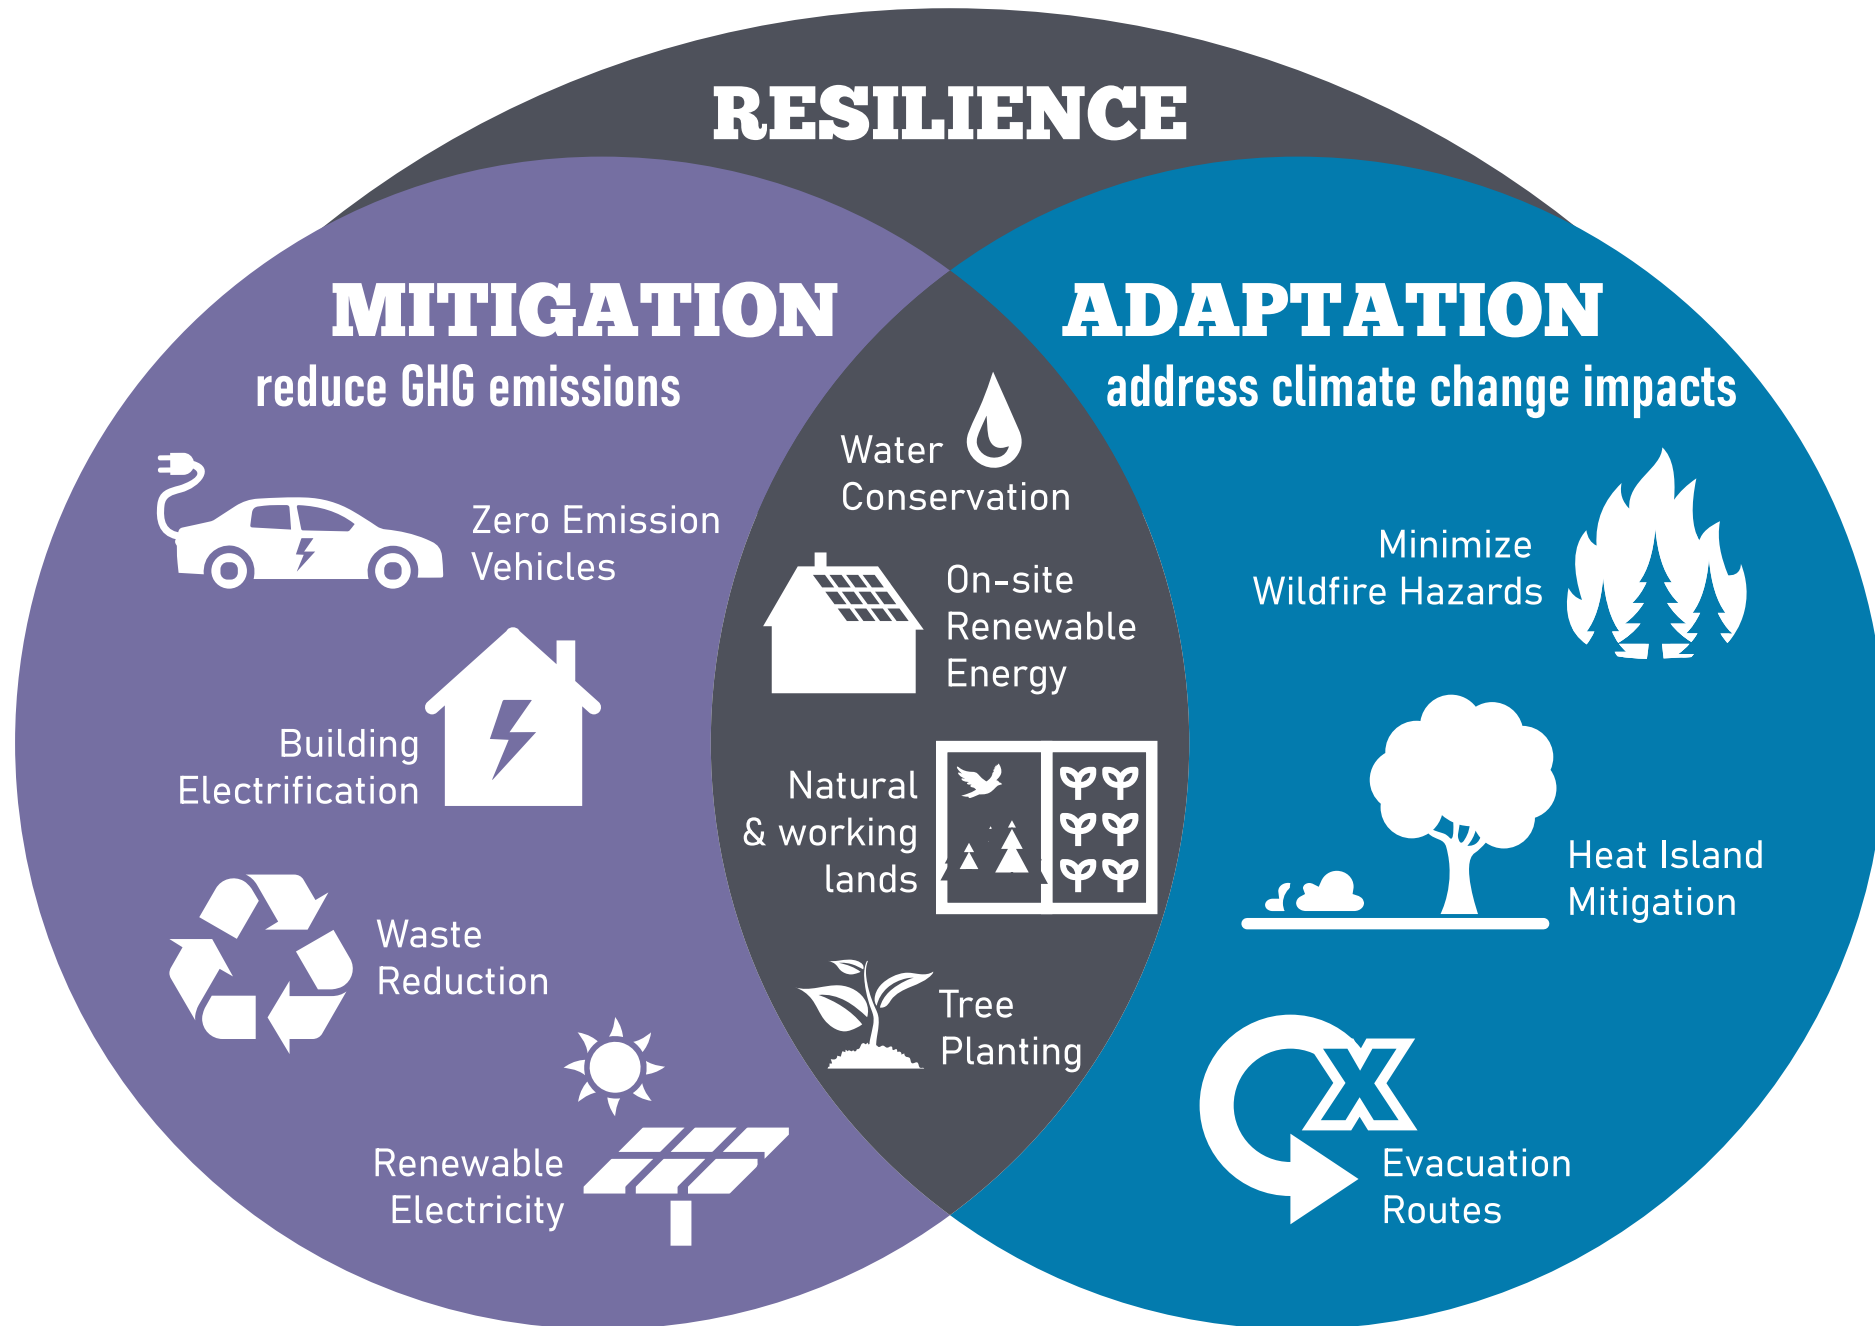 RESILIENCE
MITIGATION
reduce GHG emissions
Zero Emission
Vehicles
Building
Electrification
Waste
Reduction
Renewable
Electricity
Water
Conservation
On-site
Renewable
Energy
Natural
& working
lands
Tree
Planting
ADAPTATION
address climate change impacts
Minimize
Wildfire Hazards
Heat Island
Mitigation
X
Evacuation
Routes